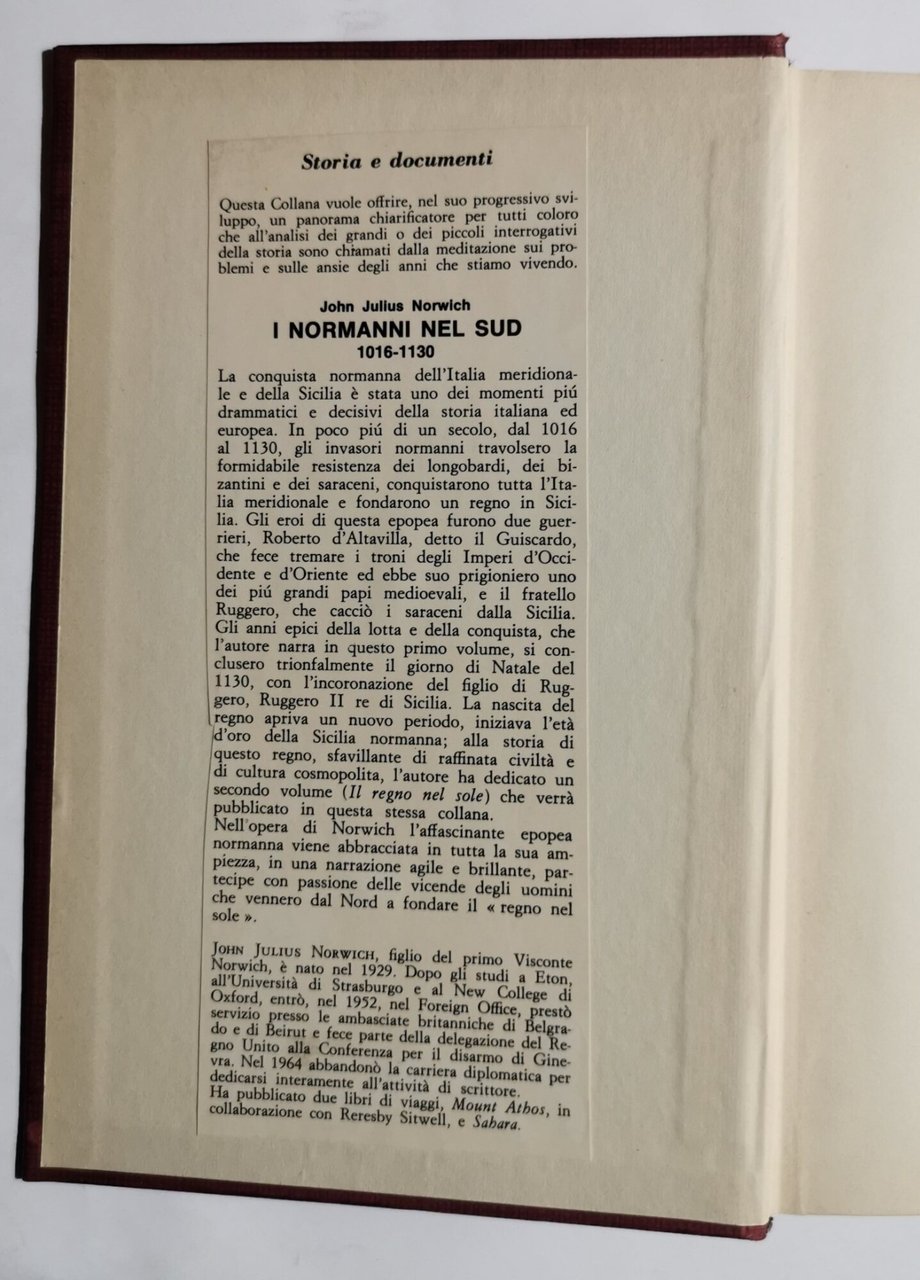 Storia e documenti
Questa Collana vuole offrire, nel suo progressivo svi-
luppo, un panorama chiarificatore per tutti coloro
che all'analisi dei grandi o dei piccoli interrogativi
della storia sono chiamati dalla meditazione sui pro-
blemi e sulle ansie degli anni che stiamo vivendo.
John Julius Norwich
I NORMANNI NEL SUD
1016-1130
La conquista normanna dell'Italia meridiona-
le e della Sicilia è stata uno dei momenti piú
drammatici e decisivi della storia italiana ed
europea. In poco piú di un secolo, dal 1016
al 1130, gli invasori normanni travolsero la
formidabile resistenza dei longobardi, dei bi-
zantini e dei saraceni, conquistarono tutta l'Ita-
lia meridionale e fondarono un regno in Sici-
lia. Gli eroi di questa epopea furono due guer-
rieri, Roberto d'Altavilla, detto il Guiscardo,
che fece tremare i troni degli Imperi d'Occi-
dente e d'Oriente ed ebbe suo prigioniero uno
dei piú grandi papi medioevali, e il fratello
Ruggero, che cacciò i saraceni dalla Sicilia.
Gli anni epici della lotta e della conquista, che
l'autore narra in questo primo volume, si con-
clusero trionfalmente il giorno di Natale del
1130, con l'incoronazione del figlio di Rug-
gero, Ruggero II re di Sicilia. La nascita del
regno apriva un nuovo periodo, iniziava l'età
d'oro della Sicilia normanna; alla storia di
questo regno, sfavillante di raffinata civiltà e
di cultura cosmopolita, l'autore ha dedicato un
secondo volume (Il regno nel sole) che verrà
pubblicato in questa stessa collana.
Nell'opera di Norwich l'affascinante epopea
normanna viene abbracciata in tutta la sua am-
piezza, in una narrazione agile e brillante, par-
tecipe con passione delle vicende degli uomini
che vennero dal Nord a fondare il « regno nel
sole ».
JOHN JULIUS NORWICH, figlio del primo Visconte
Norwich, è nato nel 1929. Dopo gli studi a Eton,
all'Università di Strasburgo e al New College di
Oxford, entrò, nel 1952, nel Foreign Office, prestò
servizio presso le ambasciate britanniche di Belgra-
do e di Beirut e fece parte della delegazione del Re-
gno Unito alla Conferenza per il disarmo di Gine-
vra. Nel 1964 abbandonò la carriera diplomatica per
dedicarsi interamente all'attività di scrittore.
Ha pubblicato due libri di viaggi, Mount Athos, in
collaborazione con Reresby Sitwell, e Sahara.